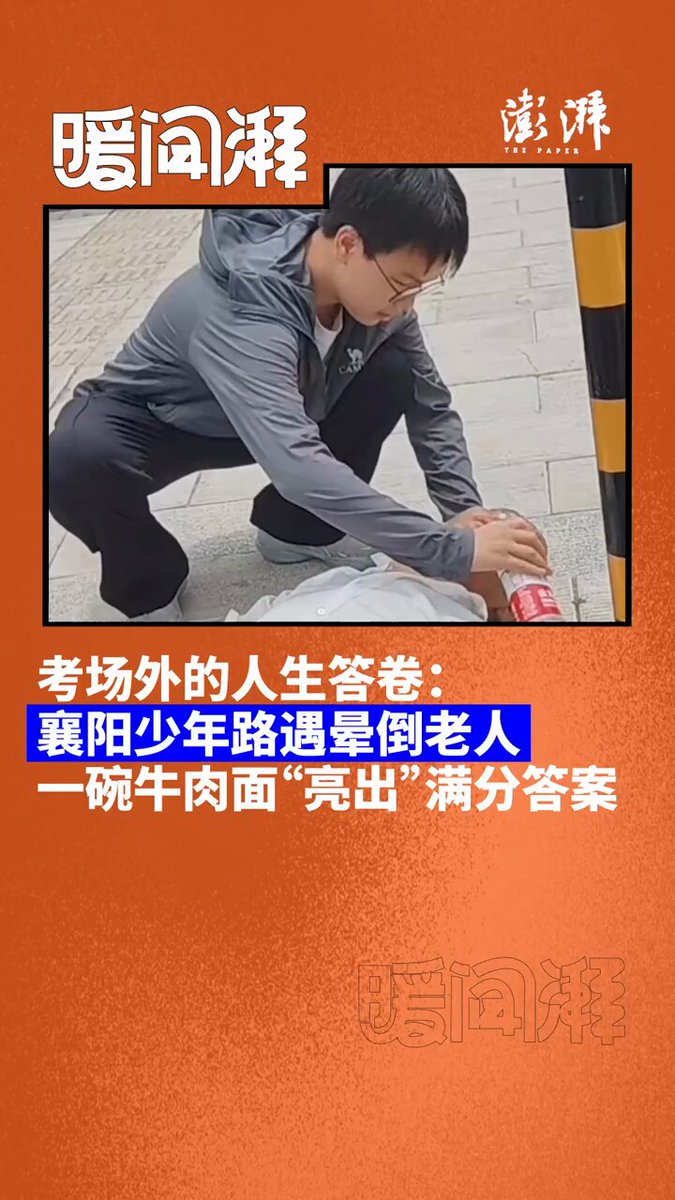 暖闻湃
澎湃
THE PAPER
CAMEL
考场外的人生答卷：
襄阳少年路遇晕倒老人
一碗牛肉面“亮出”满分答案
暖闻湃